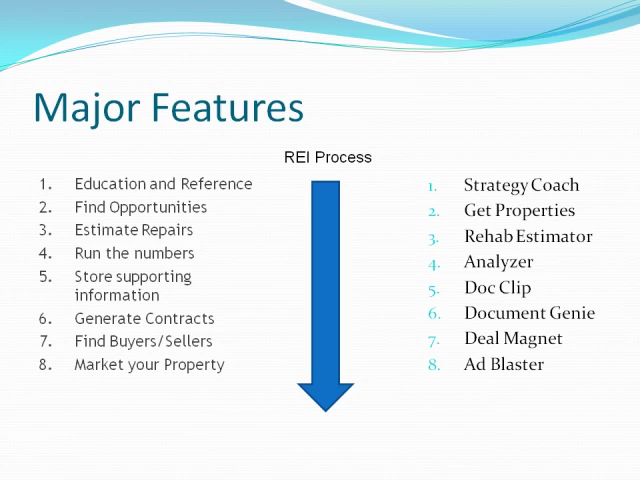 Major Features
REI Process
1. Education and Reference
2. Find Opportunities
3. Estimate Repairs
4. Run the numbers
5. Store supporting
information
6. Generate Contracts
7. Find Buyers/Sellers
8. Market your Property
1. Strategy Coach
2. Get Properties
3. Rehab Estimator
4. Analyzer
5. Doc Clip
6. Document Genie
7. Deal Magnet
8. Ad Blaster